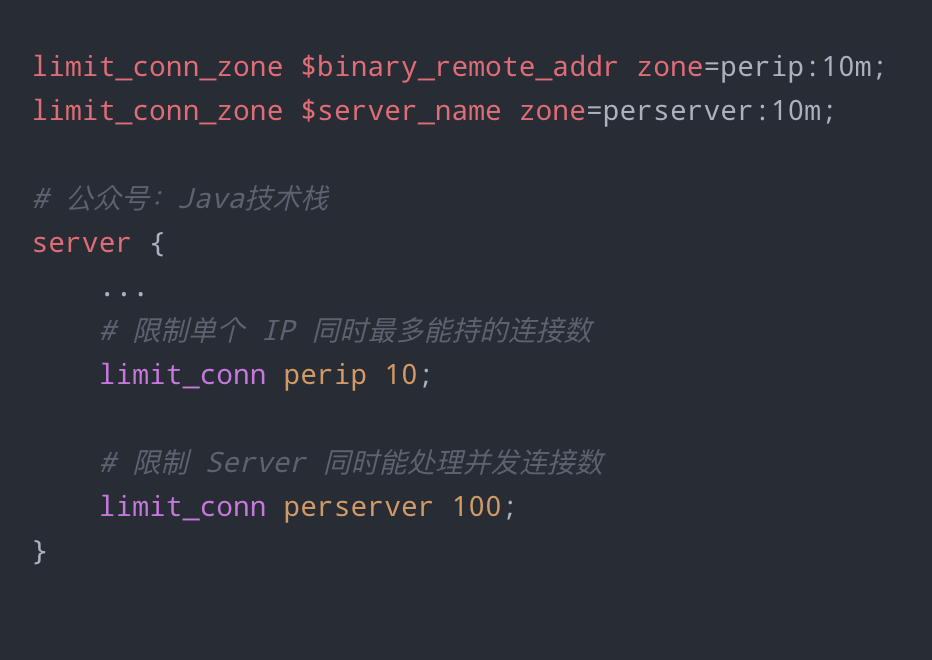 limit_conn_zone $binary_remote_addr zone=perip:10m;
limit_conn_zone $server_name zone=perserver:10m;
# 公众号：Java技术栈
server {
...
# 限制单个 IP 同时最多能持的连接数
limit_conn perip 10;
# 限制 Server 同时能处理并发连接数
limit_conn perserver 100;
}